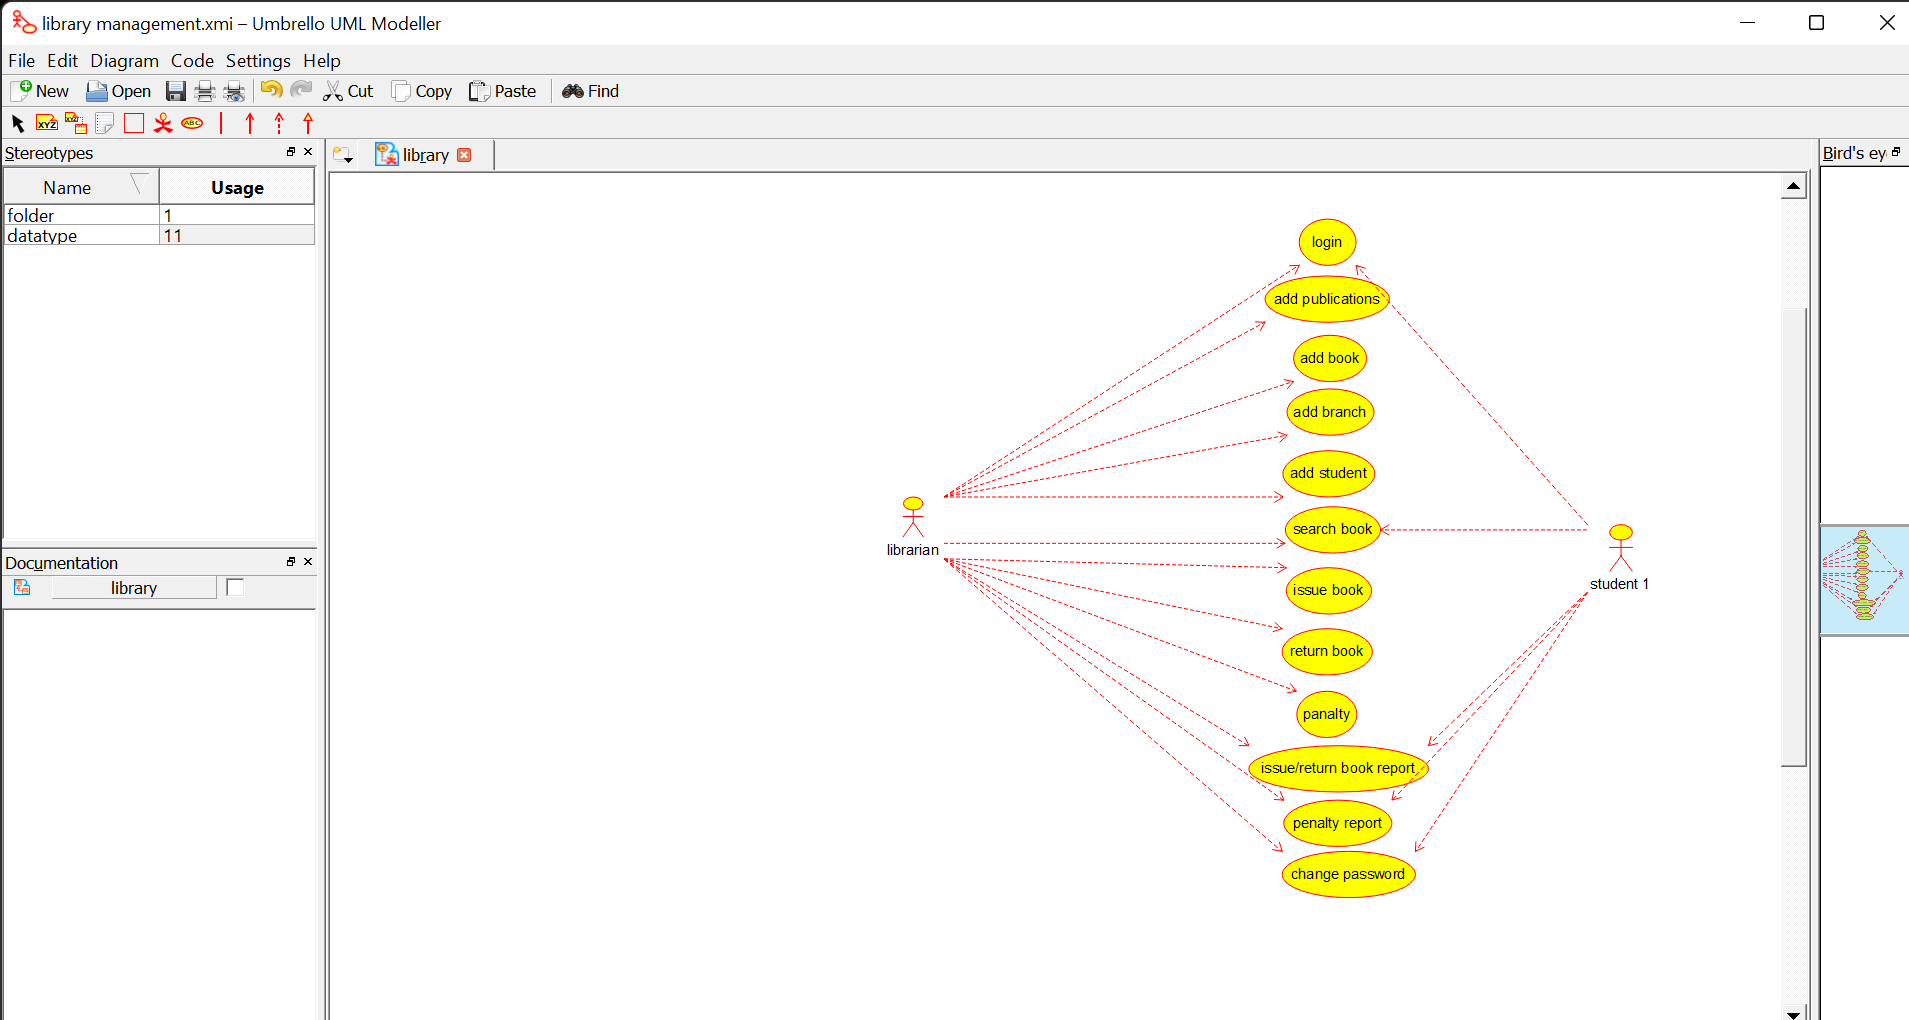 library management.xmi – Umbrello UML Modeller
File Edit Diagram Code Settings Help
New Open Cut Copy Paste Find
XYZ XYZ ABC
Stereotypes
library
Bird's ey
Name Usage
folder 1
datatype 11
login
add publications
add book
add branch
add student
search book
librarian
Documentation
student 1
library
issue book
return book
panalty
issue/return book report
penalty report
change password